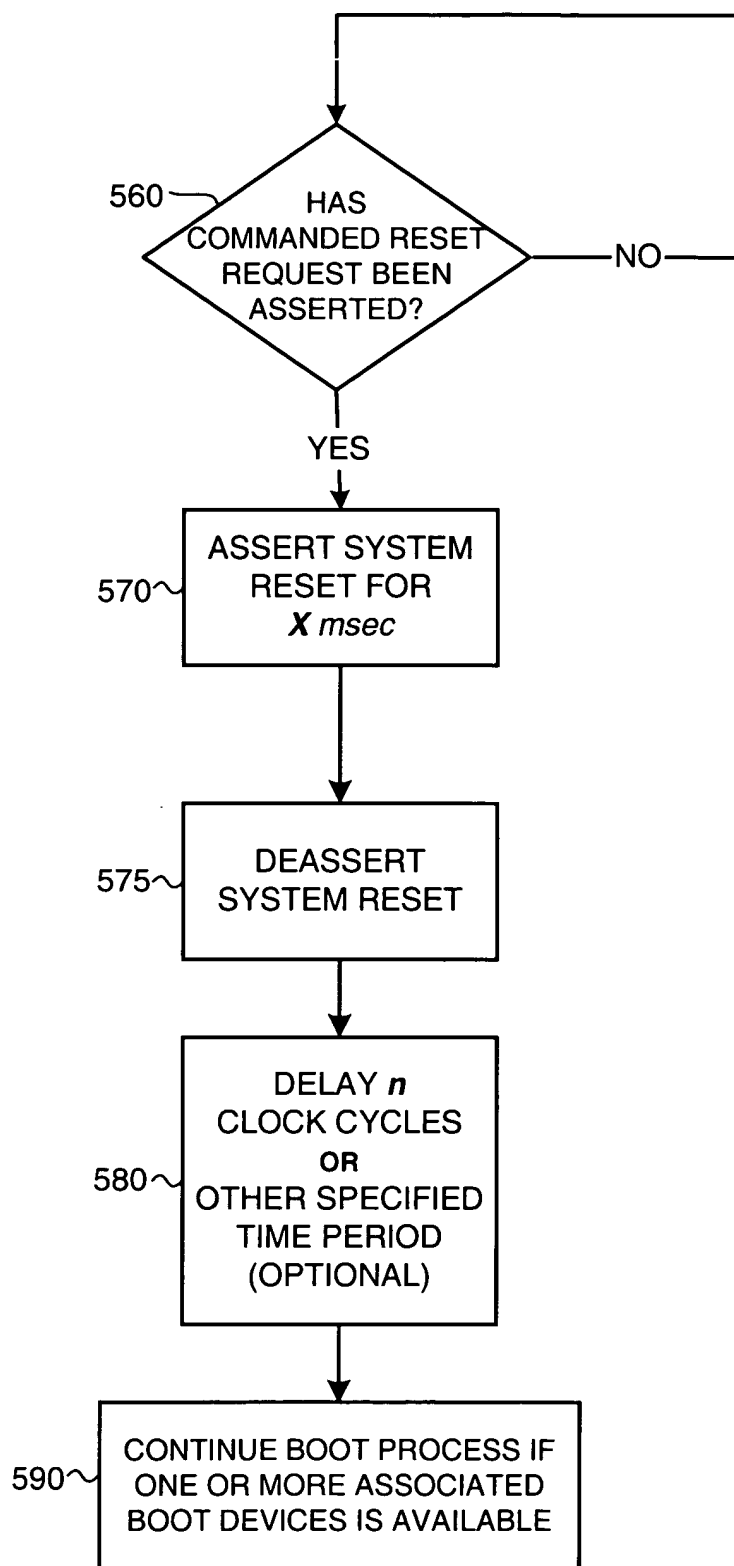 560
HAS
COMMANDED RESET
REQUEST BEEN
ASSERTED?
NO
YES
570
ASSERT SYSTEM
RESET FOR
X msec
575
DEASSERT
SYSTEM RESET
580
DELAY n
CLOCK CYCLES
OR
OTHER SPECIFIED
TIME PERIOD
(OPTIONAL)
590
CONTINUE BOOT PROCESS IF
ONE OR MORE ASSOCIATED
BOOT DEVICES IS AVAILABLE